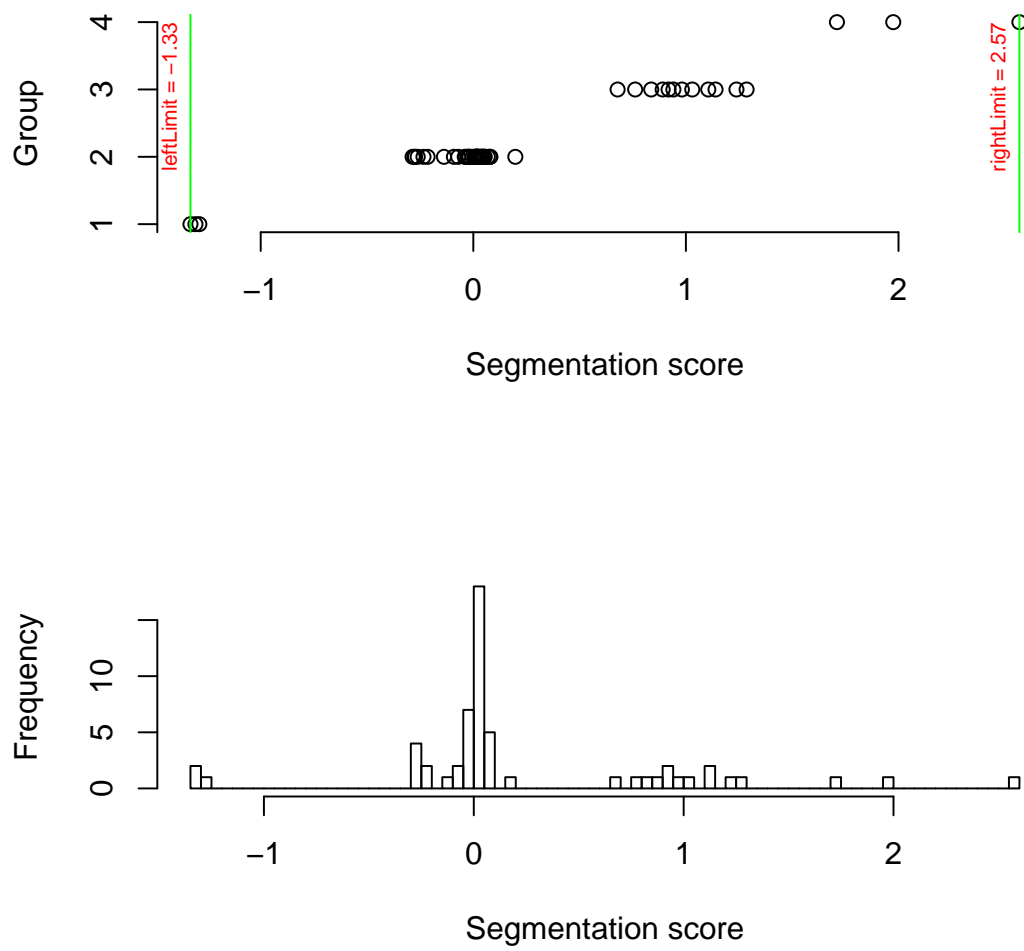 4
3
2
1
Group
leftLimit = −1.33
rightLimit = 2.57
−1 0 1 2
Segmentation score
10
5
0
Frequency
−1 0 1 2
Segmentation score